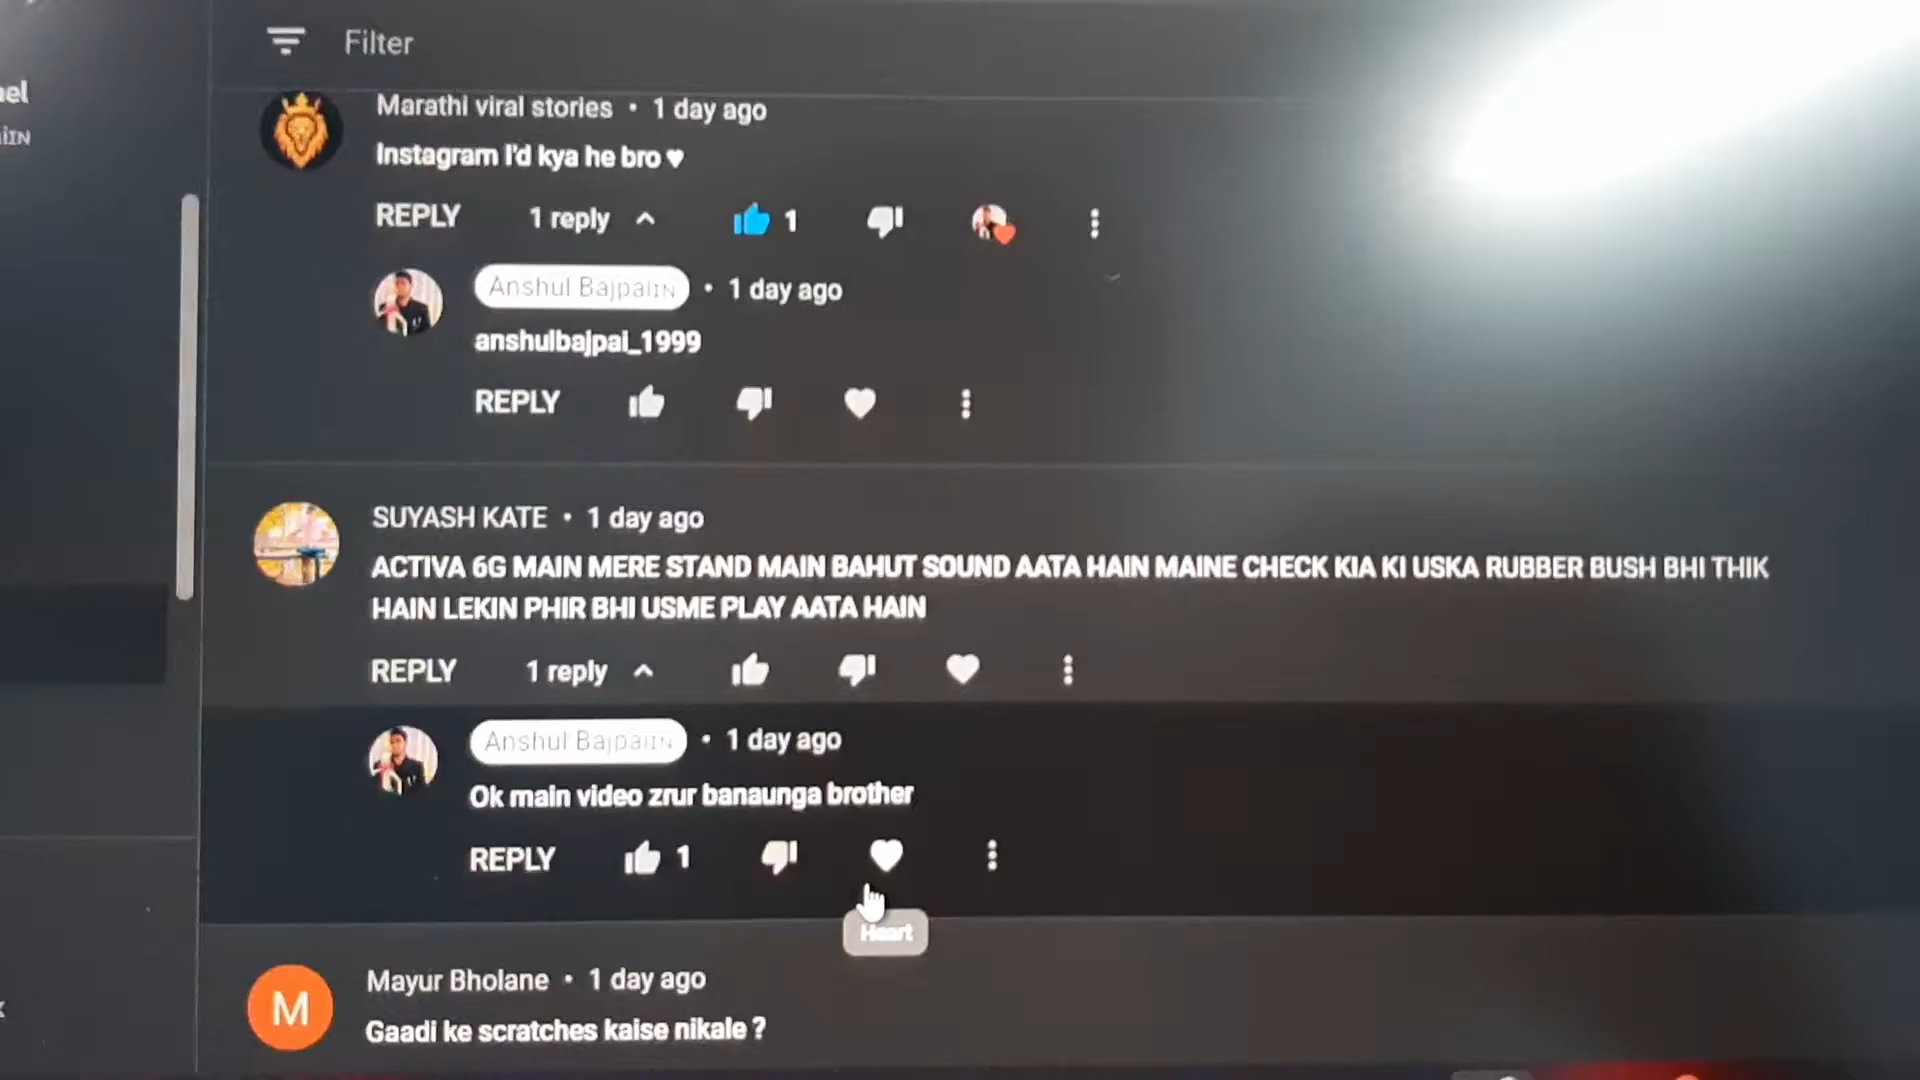 Filter
Marathi viral stories • 1 day ago
Instagram I'd kya he bro ♥
REPLY 1 reply 1
Anshul BajpaiIN • 1 day ago
anshulbajpai_1999
REPLY
SUYASH KATE • 1 day ago
ACTIVA 6G MAIN MERE STAND MAIN BAHUT SOUND AATA HAIN MAINE CHECK KIA KI USKA RUBBER BUSH BHI THIK
HAIN LEKIN PHIR BHI USME PLAY AATA HAIN
REPLY 1 reply
Anshul BajpaiIN • 1 day ago
Ok main video zrur banaunga brother
REPLY 1
Heart
M
Mayur Bholane • 1 day ago
Gaadi ke scratches kaise nikale ?